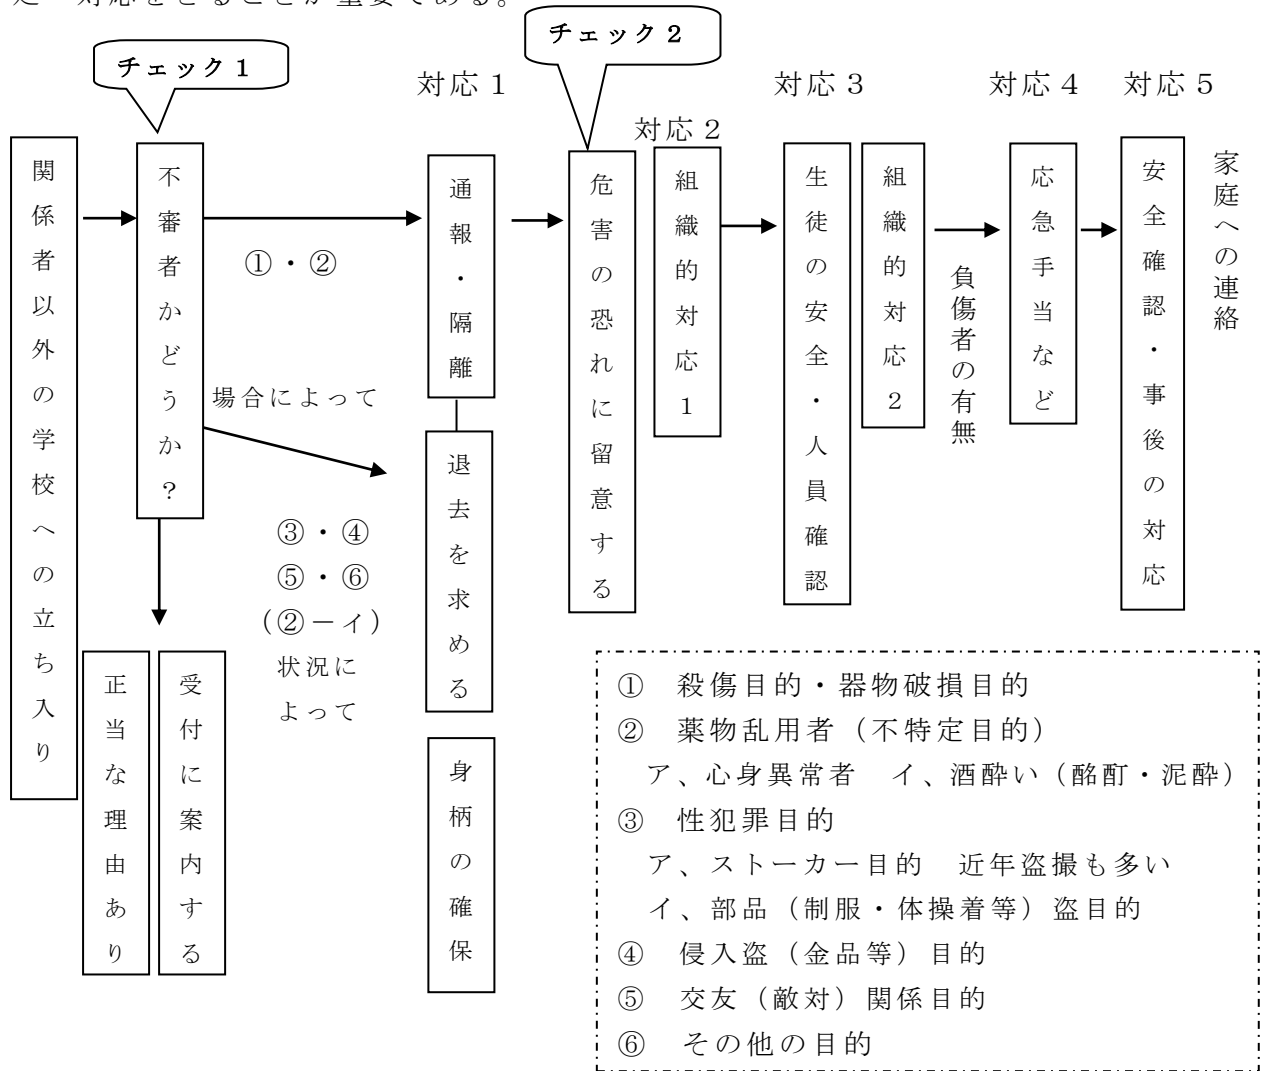 対応をとることが重要である。
チェック１
チェック２
対応１
対応２
対応３
対応４
対応５
関係者以外の学校への立ち入り
不審者かどうか？
①・②
場合によって
③・④
⑤・⑥
（②－イ）
状況に
よって
正当な理由あり
受付に案内する
通報・隔離
退去を求める
身柄の確保
危害の恐れに留意する
組織的対応１
生徒の安全・人員確認
組織的対応２
負傷者の有無
応急手当など
安全確認・事後の対応
家庭への連絡
①　殺傷目的・器物破損目的
②　薬物乱用者（不特定目的）
ア、心身異常者　イ、酒酔い（酩酊・泥酔）
③　性犯罪目的
ア、ストーカー目的　近年盗撮も多い
イ、部品（制服・体操着等）盗目的
④　侵入盗（金品等）目的
⑤　交友（敵対）関係目的
⑥　その他の目的